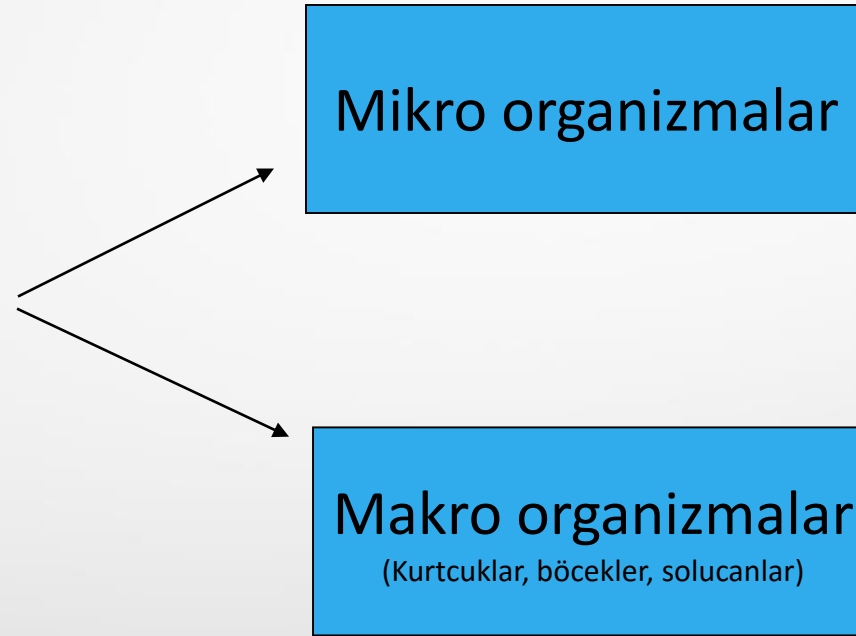 Mikro organizmalar
Makro organizmalar
(Kurtcuklar, böcekler, solucanlar)